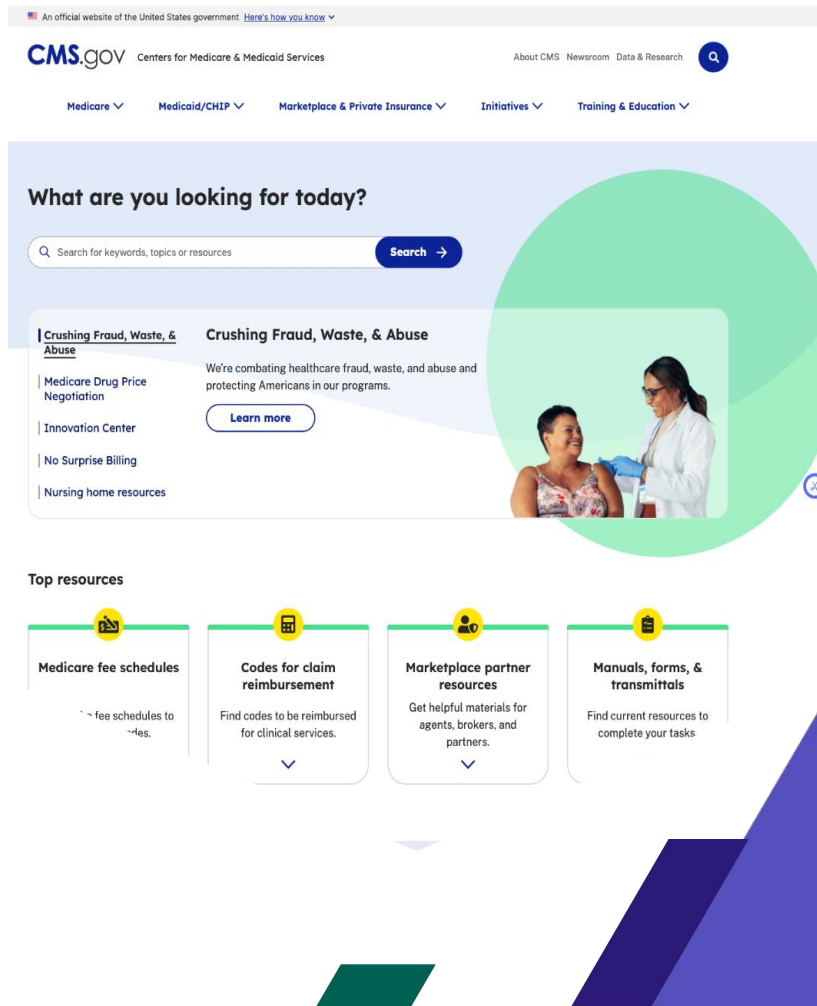 An official website of the United States government Here's how you know
CMS.gov Centers for Medicare & Medicaid Services
About CMS Newsroom Data & Research
Medicare Medicaid/CHIP Marketplace & Private Insurance Initiatives Training & Education
What are you looking for today?
Search for keywords, topics or resources
Search →
Crushing Fraud, Waste, &
Abuse
Medicare Drug Price
Negotiation
Innovation Center
No Surprise Billing
Nursing home resources
Crushing Fraud, Waste, & Abuse
We're combating healthcare fraud, waste, and abuse and
protecting Americans in our programs.
Learn more
Top resources
Medicare fee schedules
fee schedules to
Codes for claim
reimbursement
Find codes to be reimbursed
for clinical services.
Marketplace partner
resources
Get helpful materials for
agents, brokers, and
partners.
Manuals, forms, &
transmittals
Find current resources to
complete your tasks